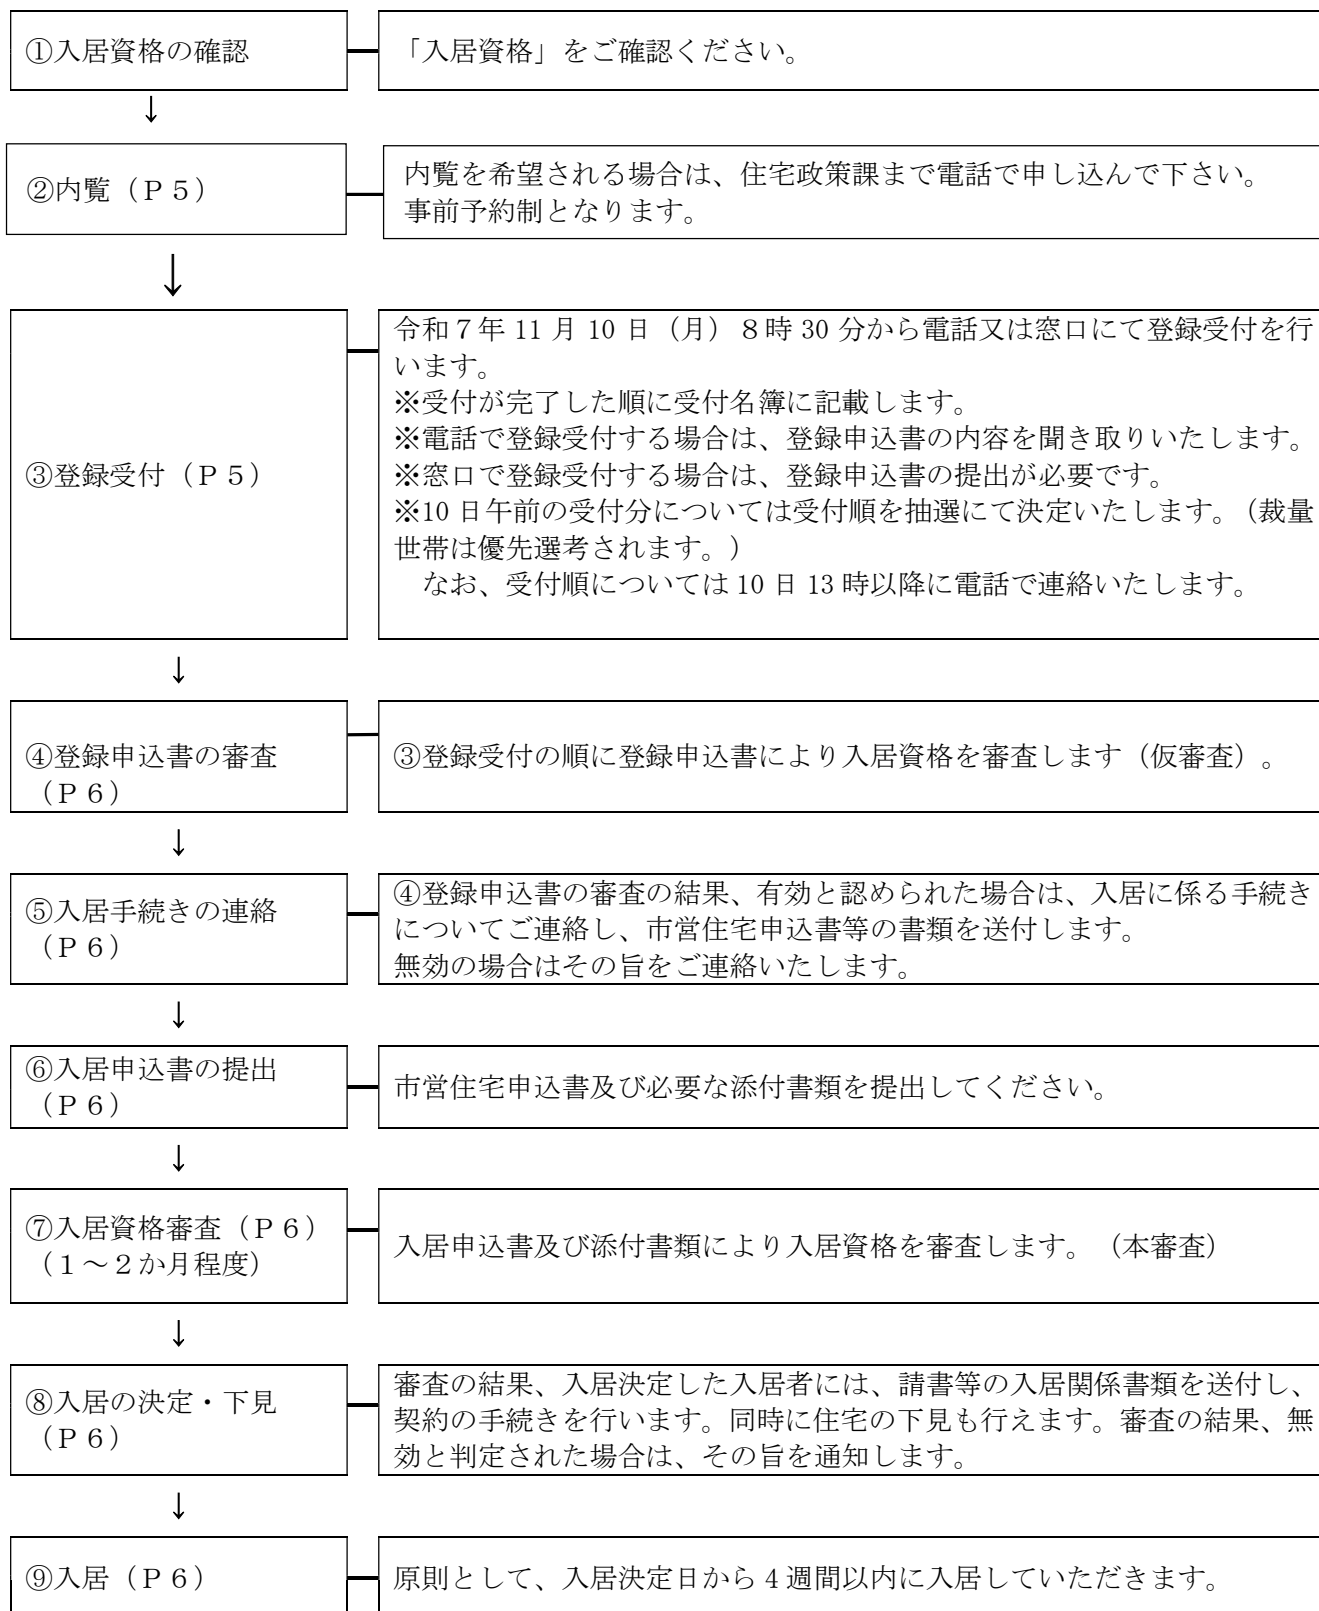 ①入居資格の確認
「入居資格」をご確認ください。
↓
②内覧（Ｐ５）
内覧を希望される場合は、住宅政策課まで電話で申し込んで下さい。
事前予約制となります。
↓
③登録受付（Ｐ５）
令和７年 11 月 10 日（月）８時 30 分から電話又は窓口にて登録受付を行
います。
※受付が完了した順に受付名簿に記載します。
※電話で登録受付する場合は、登録申込書の内容を聞き取りいたします。
※窓口で登録受付する場合は、登録申込書の提出が必要です。
※10 日午前の受付分については受付順を抽選にて決定いたします。（裁量
世帯は優先選考されます。）
なお、受付順については 10 日 13 時以降に電話で連絡いたします。
↓
④登録申込書の審査
（Ｐ６）
③登録受付の順に登録申込書により入居資格を審査します（仮審査）。
↓
⑤入居手続きの連絡
（Ｐ６）
④登録申込書の審査の結果、有効と認められた場合は、入居に係る手続き
についてご連絡し、市営住宅申込書等の書類を送付します。
無効の場合はその旨をご連絡いたします。
↓
⑥入居申込書の提出
（Ｐ６）
市営住宅申込書及び必要な添付書類を提出してください。
↓
⑦入居資格審査（Ｐ６）
（１～２か月程度）
入居申込書及び添付書類により入居資格を審査します。（本審査）
↓
⑧入居の決定・下見
（Ｐ６）
審査の結果、入居決定した入居者には、請書等の入居関係書類を送付し、
契約の手続きを行います。同時に住宅の下見も行えます。審査の結果、無
効と判定された場合は、その旨を通知します。
↓
⑨入居（Ｐ６）
原則として、入居決定日から４週間以内に入居していただきます。